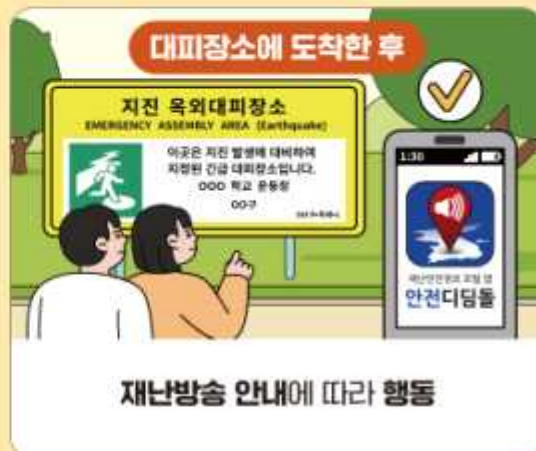 대피장소에 도착한 후
지진 옥외대피장소
EMERGENCY ASSEMBLY AREA (Earthquake)
이곳은 지진 발생에 대비하여
지정된 긴급 대피장소입니다.
OOO 학교 운동장
OO구
1:30
재난안전정보 포털 앱
안전디딤돌
재난방송 안내에 따라 행동